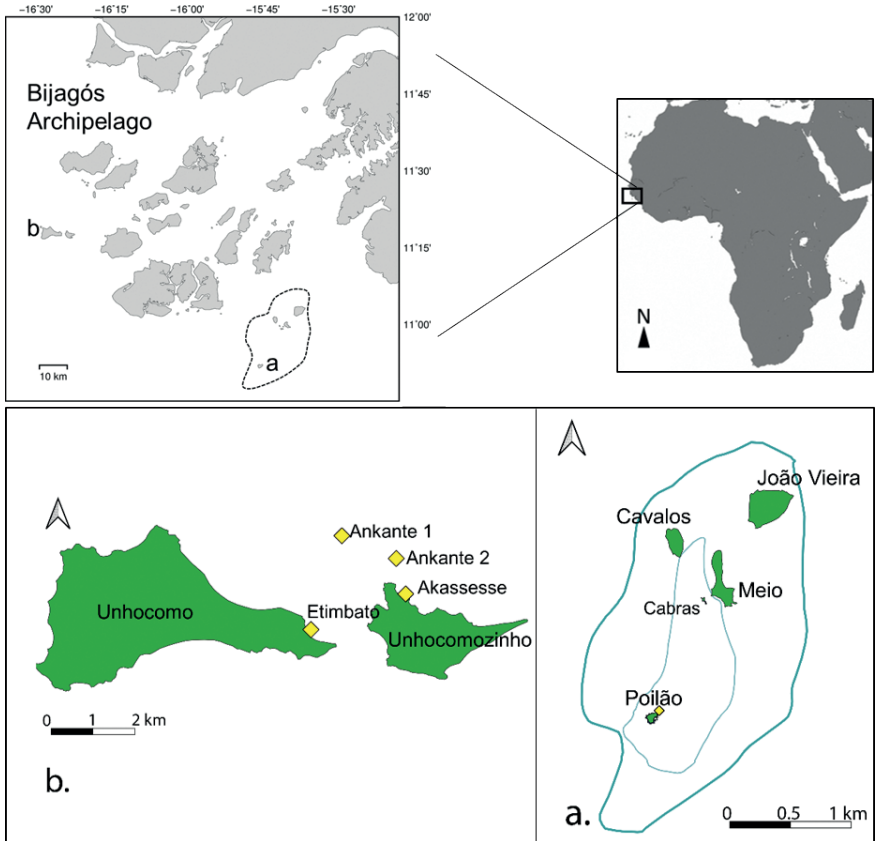 −16°30' −16°15' −16°00' −15°45' −15°30'
12°00'
Bijagós
Archipelago
11°45'
11°30'
b
11°15'
11°00'
a
10 km
N
Ankante 1
Ankante 2
Akassesse
Etimbato
Unhocomo
Unhocomozinho
0 1 2 km
b.
João Vieira
Cavalos
Meio
Cabras
Poilão
a.
0 0.5 1 km